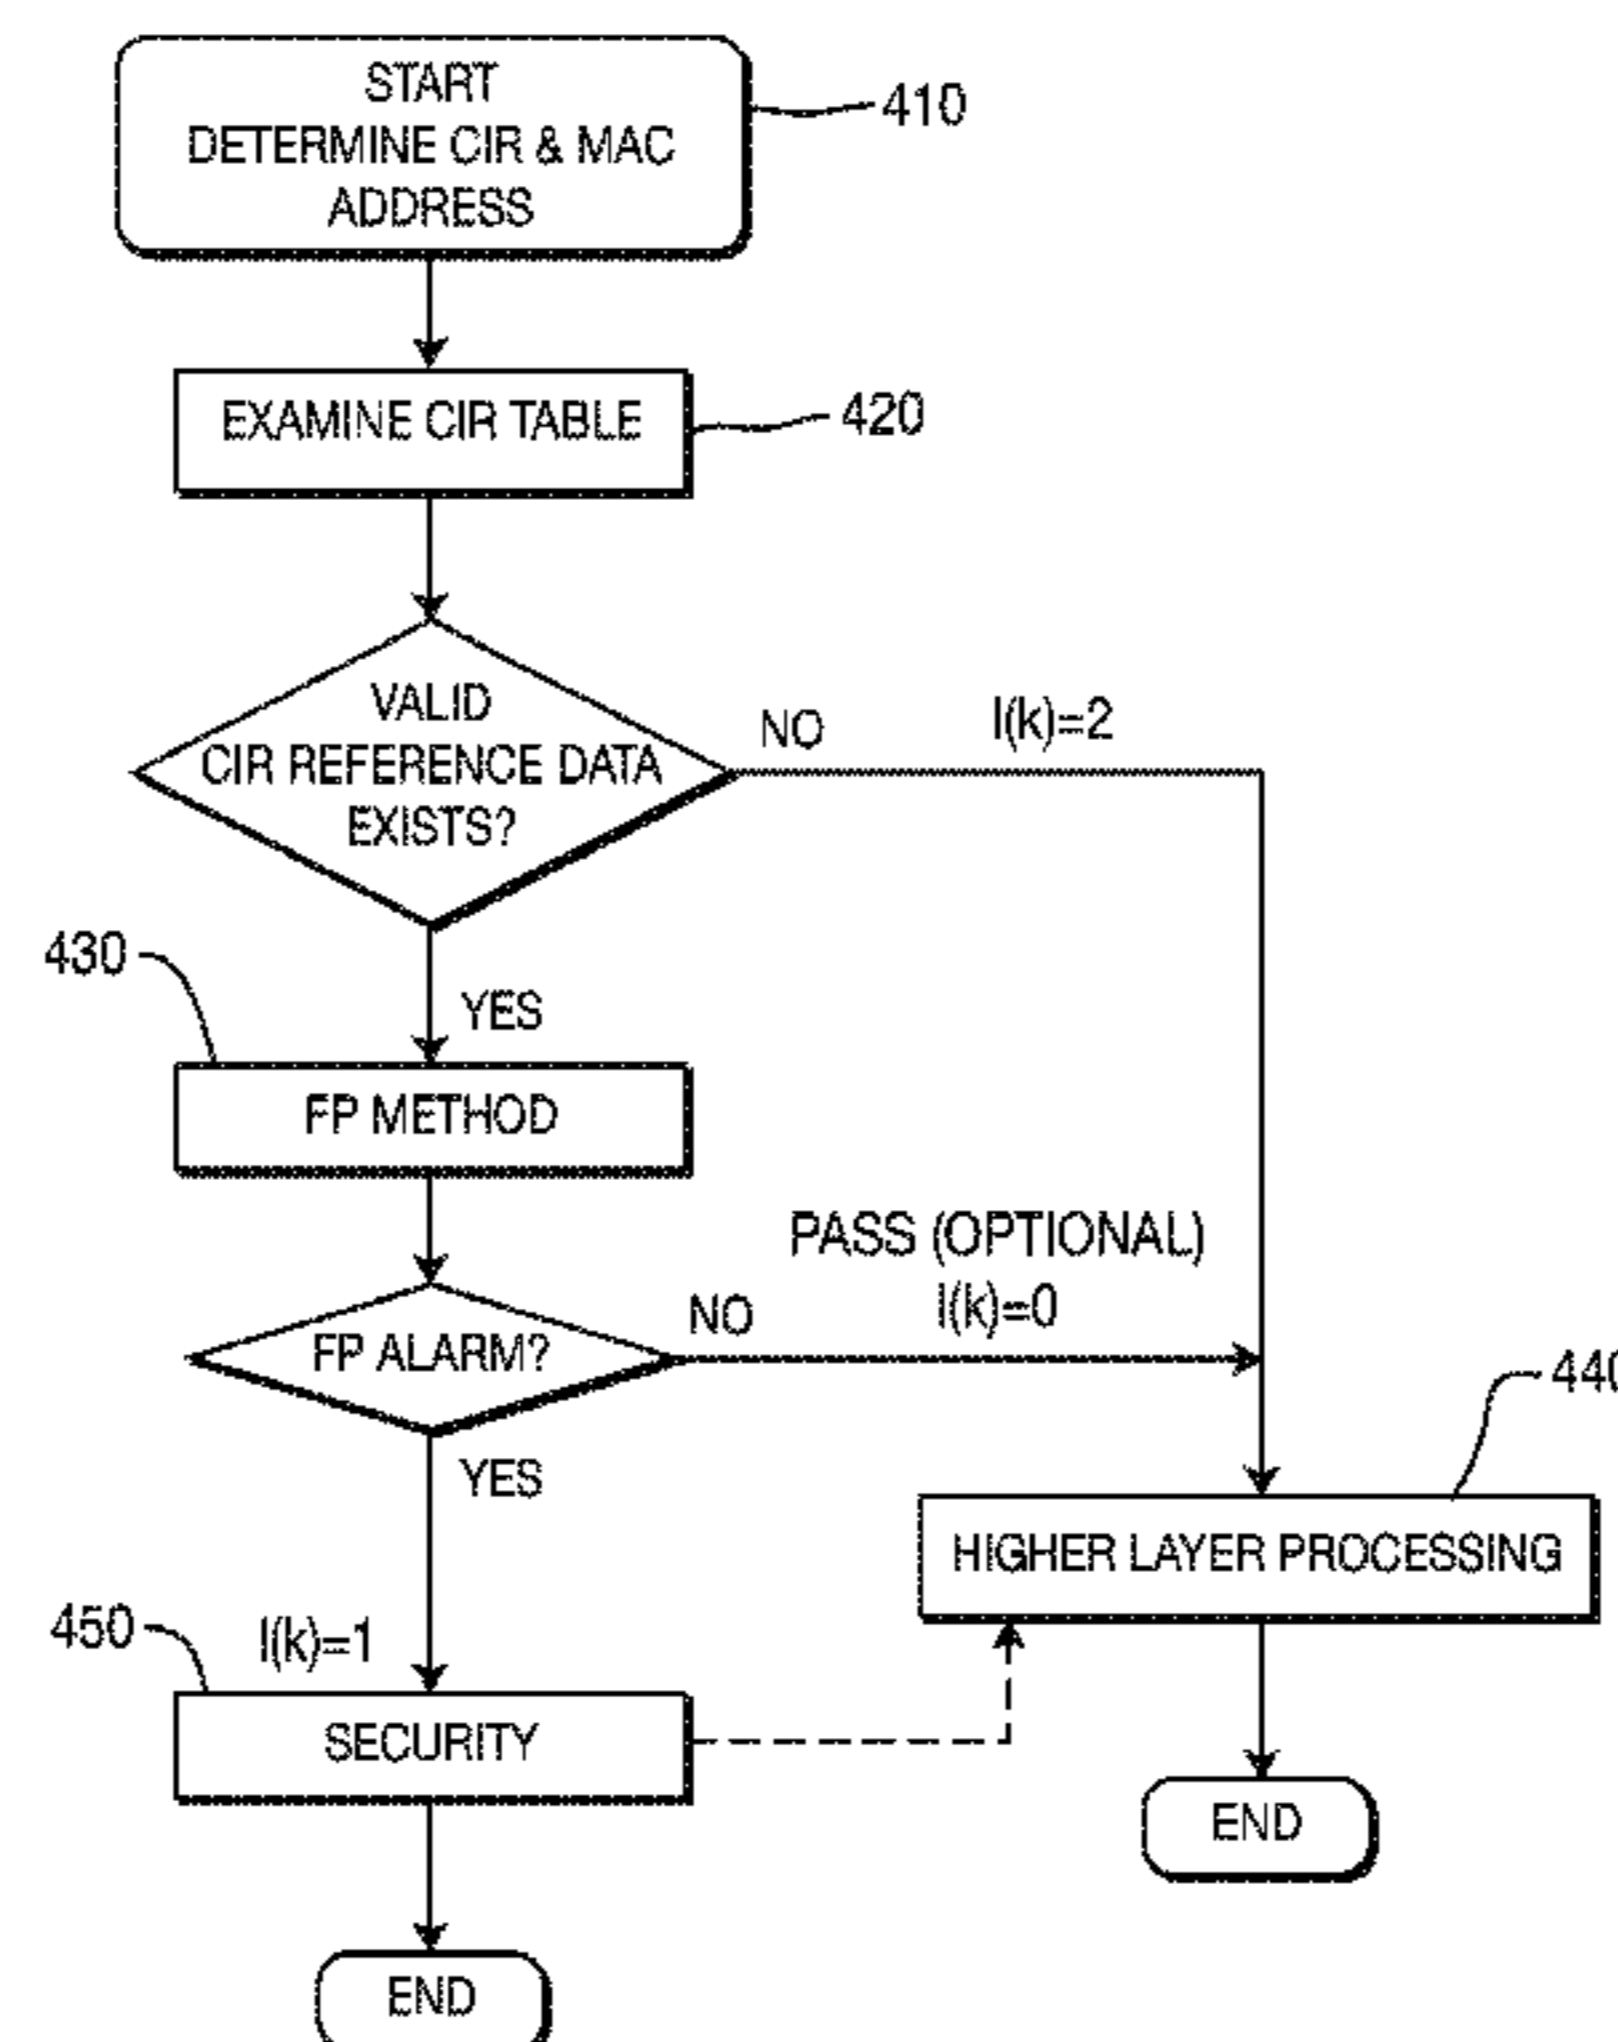 START
DETERMINE CIR & MAC
ADDRESS
410
EXAMINE CIR TABLE
420
VALID
CIR REFERENCE DATA
EXISTS?
NO
I(k)=2
430
YES
FP METHOD
PASS (OPTIONAL)
I(k)=0
NO
FP ALARM?
440
YES
HIGHER LAYER PROCESSING
450
I(k)=1
SECURITY
END
END